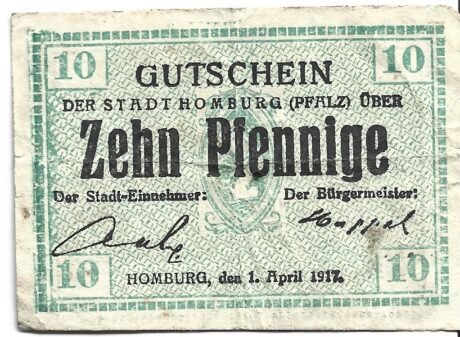 10 10
GUTSCHEIN
DER STADT HOMBURG (PFALZ) ÜBER
Zehn Pfennige
Der Stadt-Einnehmer: Der Bürgermeister:
10 10
HOMBURG, den 1. April 1917.